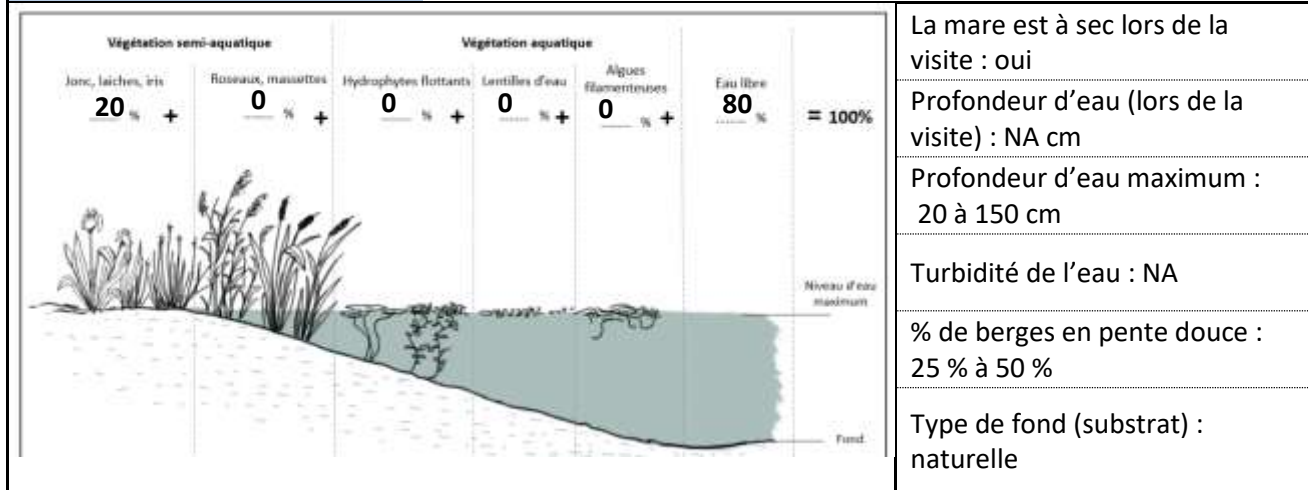 Végétation semi-aquatique
Végétation aquatique
Jonc, laiches, iris
20 % +
Roseaux, massettes
0 % +
Hydrophytes flottants
0 % +
Lentilles d'eau
0 % +
Algues
filamenteuses
0 % +
Eau libre
80 %
= 100%
Niveau d'eau
maximum
Fond
La mare est à sec lors de la
visite : oui
Profondeur d'eau (lors de la
visite) : NA cm
Profondeur d'eau maximum :
20 à 150 cm
Turbidité de l'eau : NA
% de berges en pente douce :
25 % à 50 %
Type de fond (substrat) :
naturelle